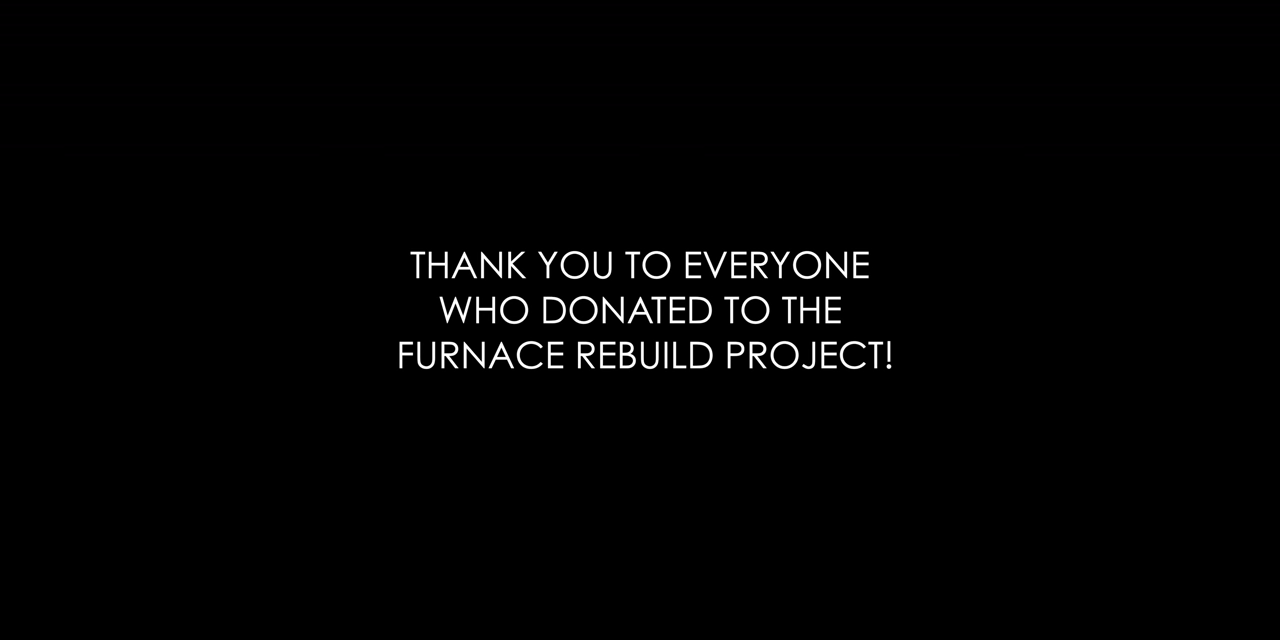 THANK YOU TO EVERYONE
WHO DONATED TO THE
FURNACE REBUILD PROJECT!